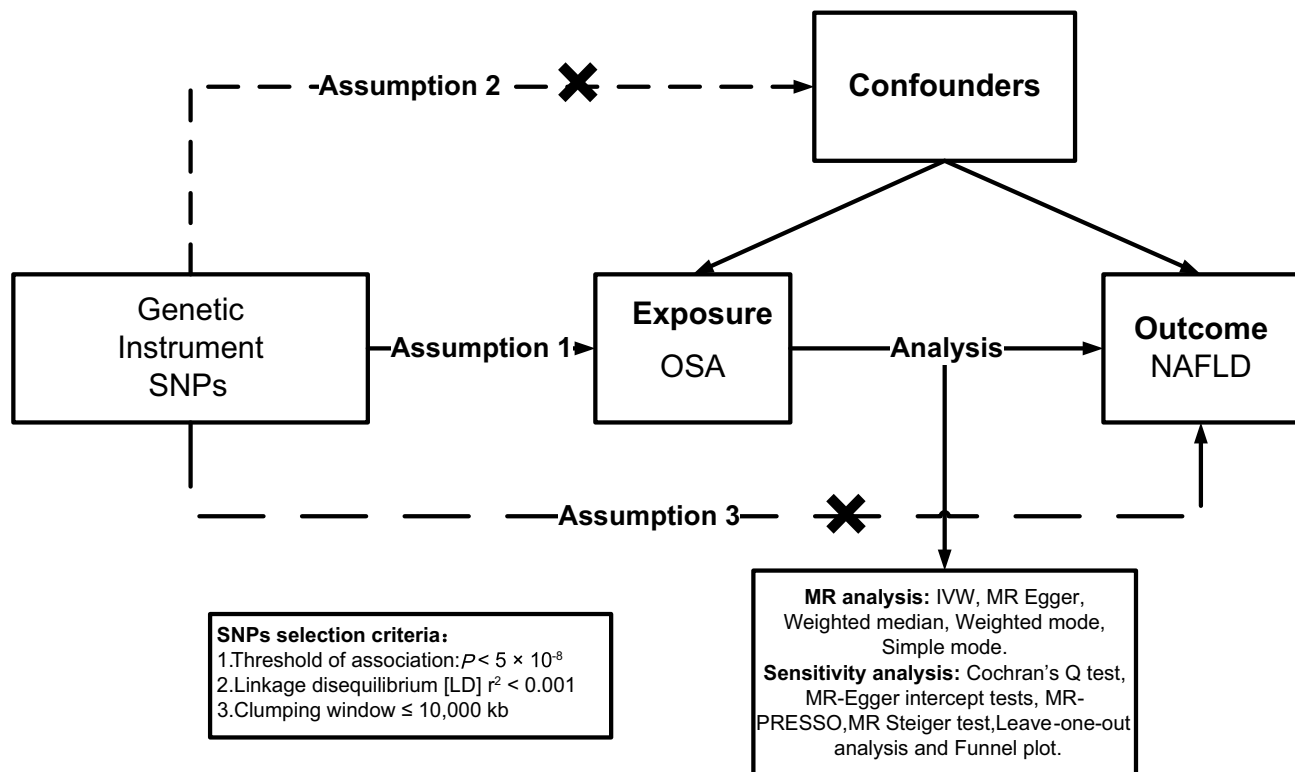 Assumption 2
Confounders
Genetic
Instrument
SNPs
Assumption 1
Exposure
OSA
Analysis
Outcome
NAFLD
Assumption 3
SNPs selection criteria：
1.Threshold of association:P < 5 × 10⁻⁸
2.Linkage disequilibrium [LD] r² < 0.001
3.Clumping window ≤ 10,000 kb
MR analysis: IVW, MR Egger,
Weighted median, Weighted mode,
Simple mode.
Sensitivity analysis: Cochran’s Q test,
MR-Egger intercept tests, MR-
PRESSO,MR Steiger test,Leave-one-out
analysis and Funnel plot.